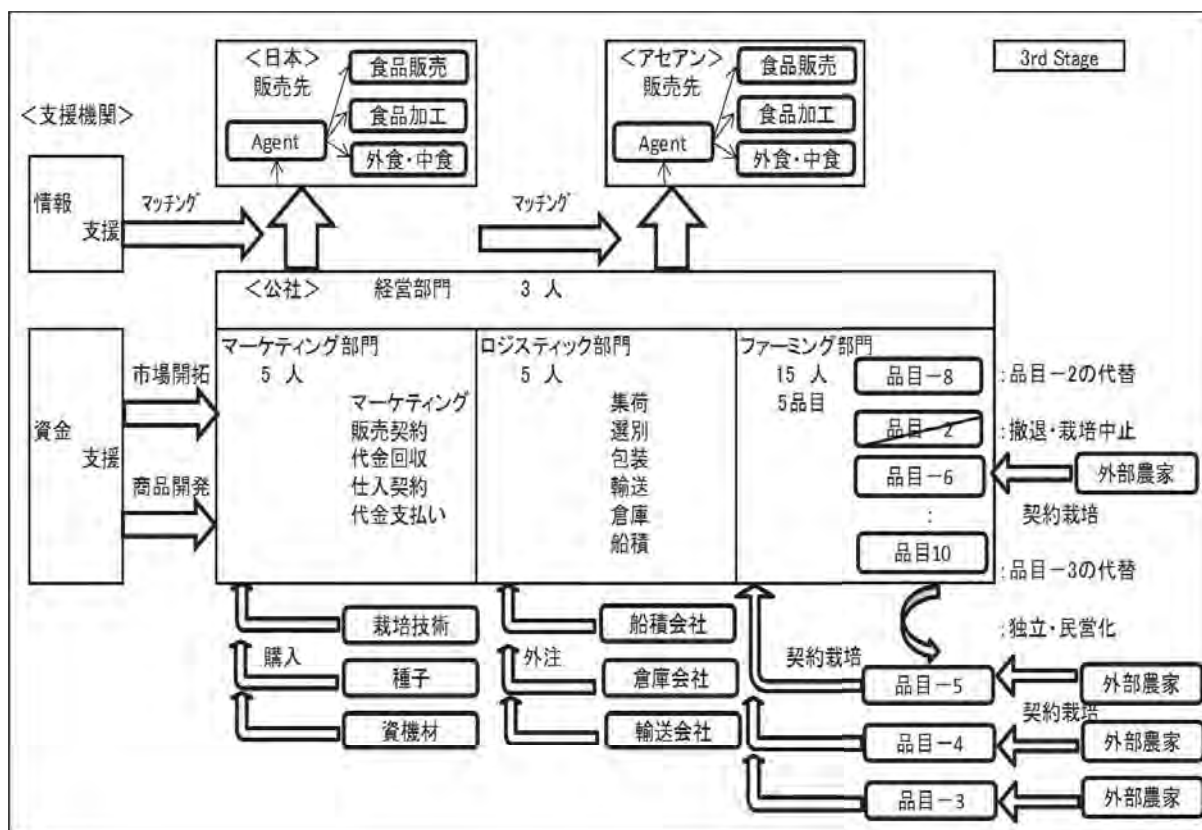 3rd Stage
<日本>
販売先
Agent
食品販売
食品加工
外食・中食
<アセアン>
販売先
Agent
食品販売
食品加工
外食・中食
<支援機関>
情報
支援
マッチング
マッチング
<公社>　経営部門　3 人
資金
支援
市場開拓
商品開発
マーケティング部門
5 人
マーケティング
販売契約
代金回収
仕入契約
代金支払い
ロジスティック部門
5 人
集荷
選別
包装
輸送
倉庫
船積
ファーミング部門
15 人
5品目
品目－8
:品目－2の代替
品目－2
:撤退・栽培中止
品目－6
外部農家
契約栽培
:
品目10
:品目－3の代替
:独立・民営化
栽培技術
購入
種子
資機材
船積会社
外注
倉庫会社
輸送会社
契約栽培
品目－5
外部農家
契約栽培
品目－4
外部農家
品目－3
外部農家